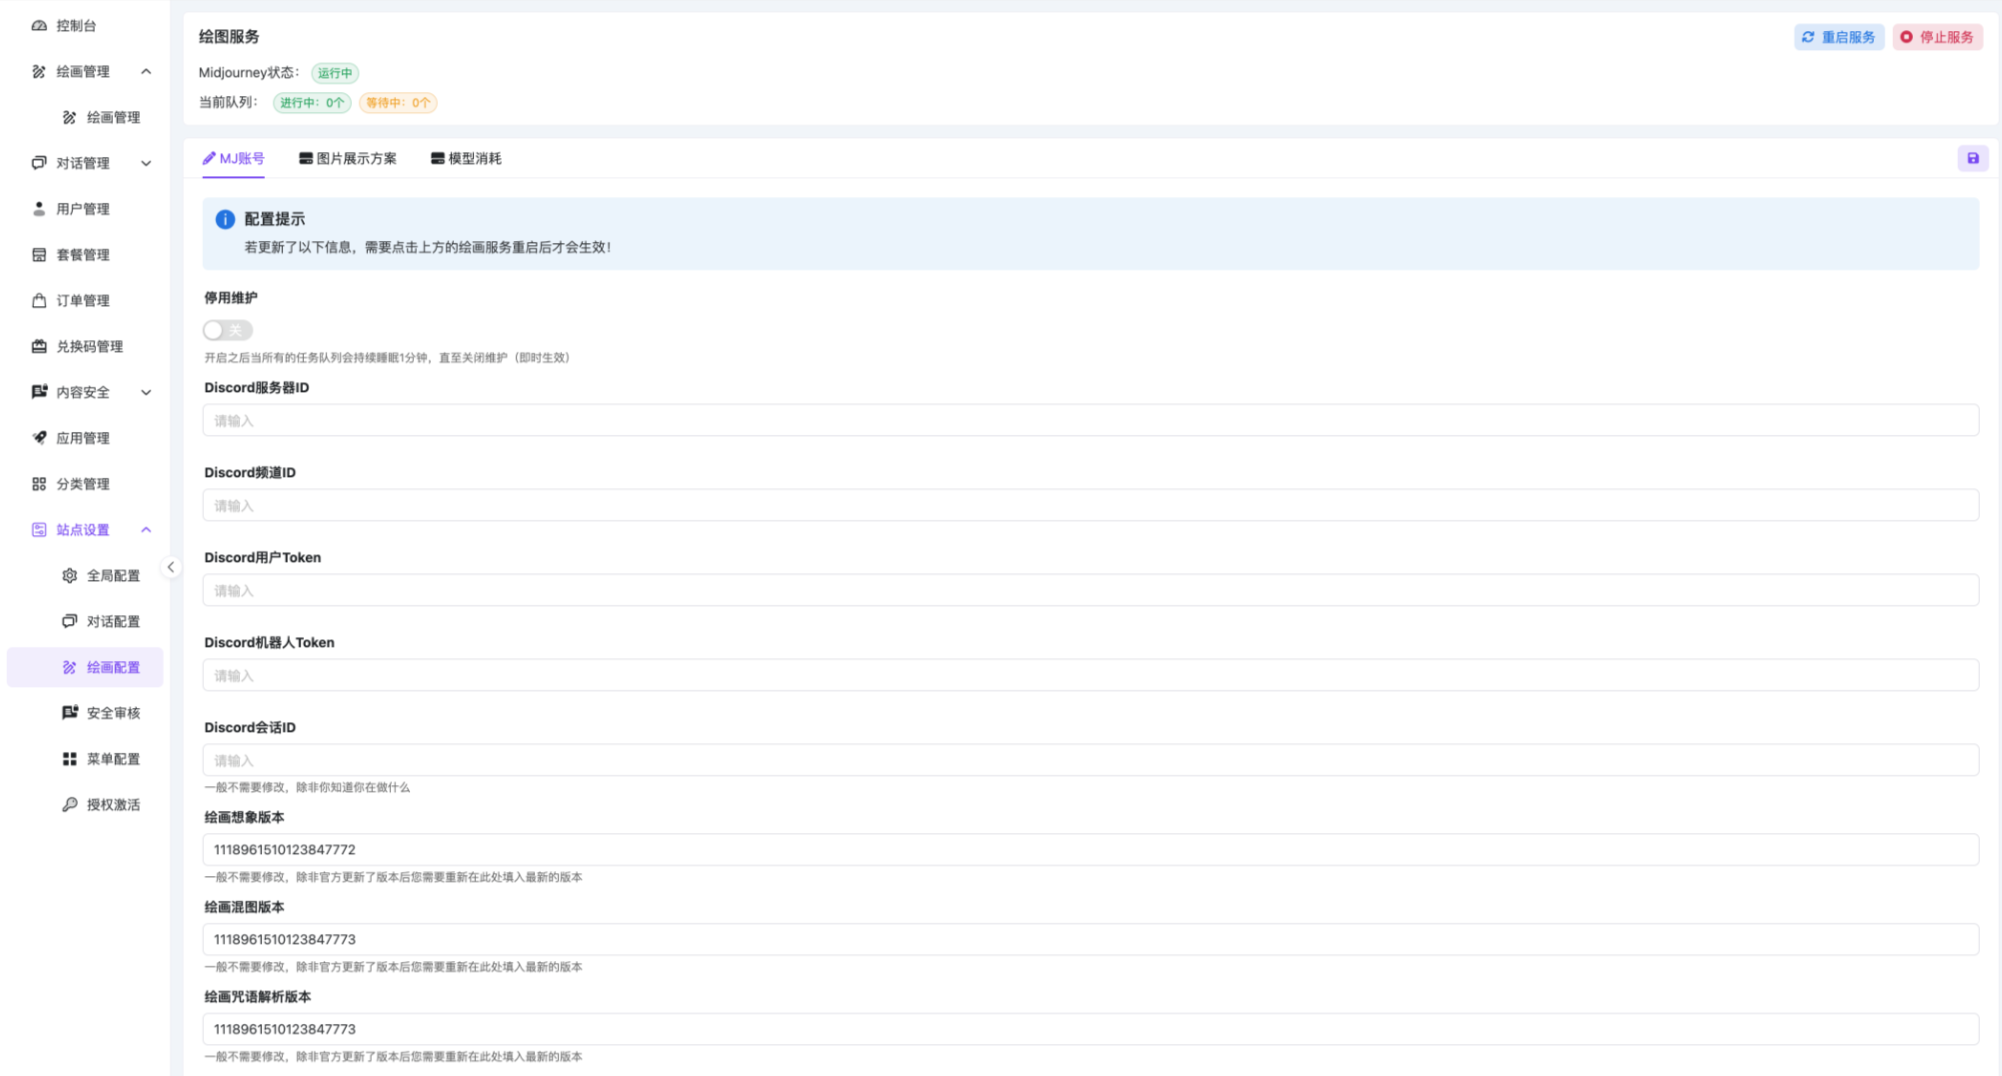 控制台
绘画管理
绘画管理
对话管理
用户管理
套餐管理
订单管理
兑换码管理
内容安全
应用管理
分类管理
站点设置
全局配置
对话配置
绘画配置
安全审核
菜单配置
授权激活
绘图服务
重启服务
停止服务
Midjourney状态： 运行中
当前队列： 进行中：0个 等待中：0个
MJ账号 图片展示方案 模型消耗
配置提示
若更新了以下信息，需要点击上方的绘画服务重启后才会生效！
停用维护
关
开启之后当所有的任务队列会持续睡眠1分钟，直至关闭维护（即时生效）
Discord服务器ID
请输入
Discord频道ID
请输入
Discord用户Token
请输入
Discord机器人Token
请输入
Discord会话ID
请输入
一般不需要修改，除非你知道你在做什么
绘画想象版本
1118961510123847772
一般不需要修改，除非官方更新了版本后您需要重新在此处填入最新的版本
绘画混图版本
1118961510123847773
一般不需要修改，除非官方更新了版本后您需要重新在此处填入最新的版本
绘画咒语解析版本
1118961510123847773
一般不需要修改，除非官方更新了版本后您需要重新在此处填入最新的版本